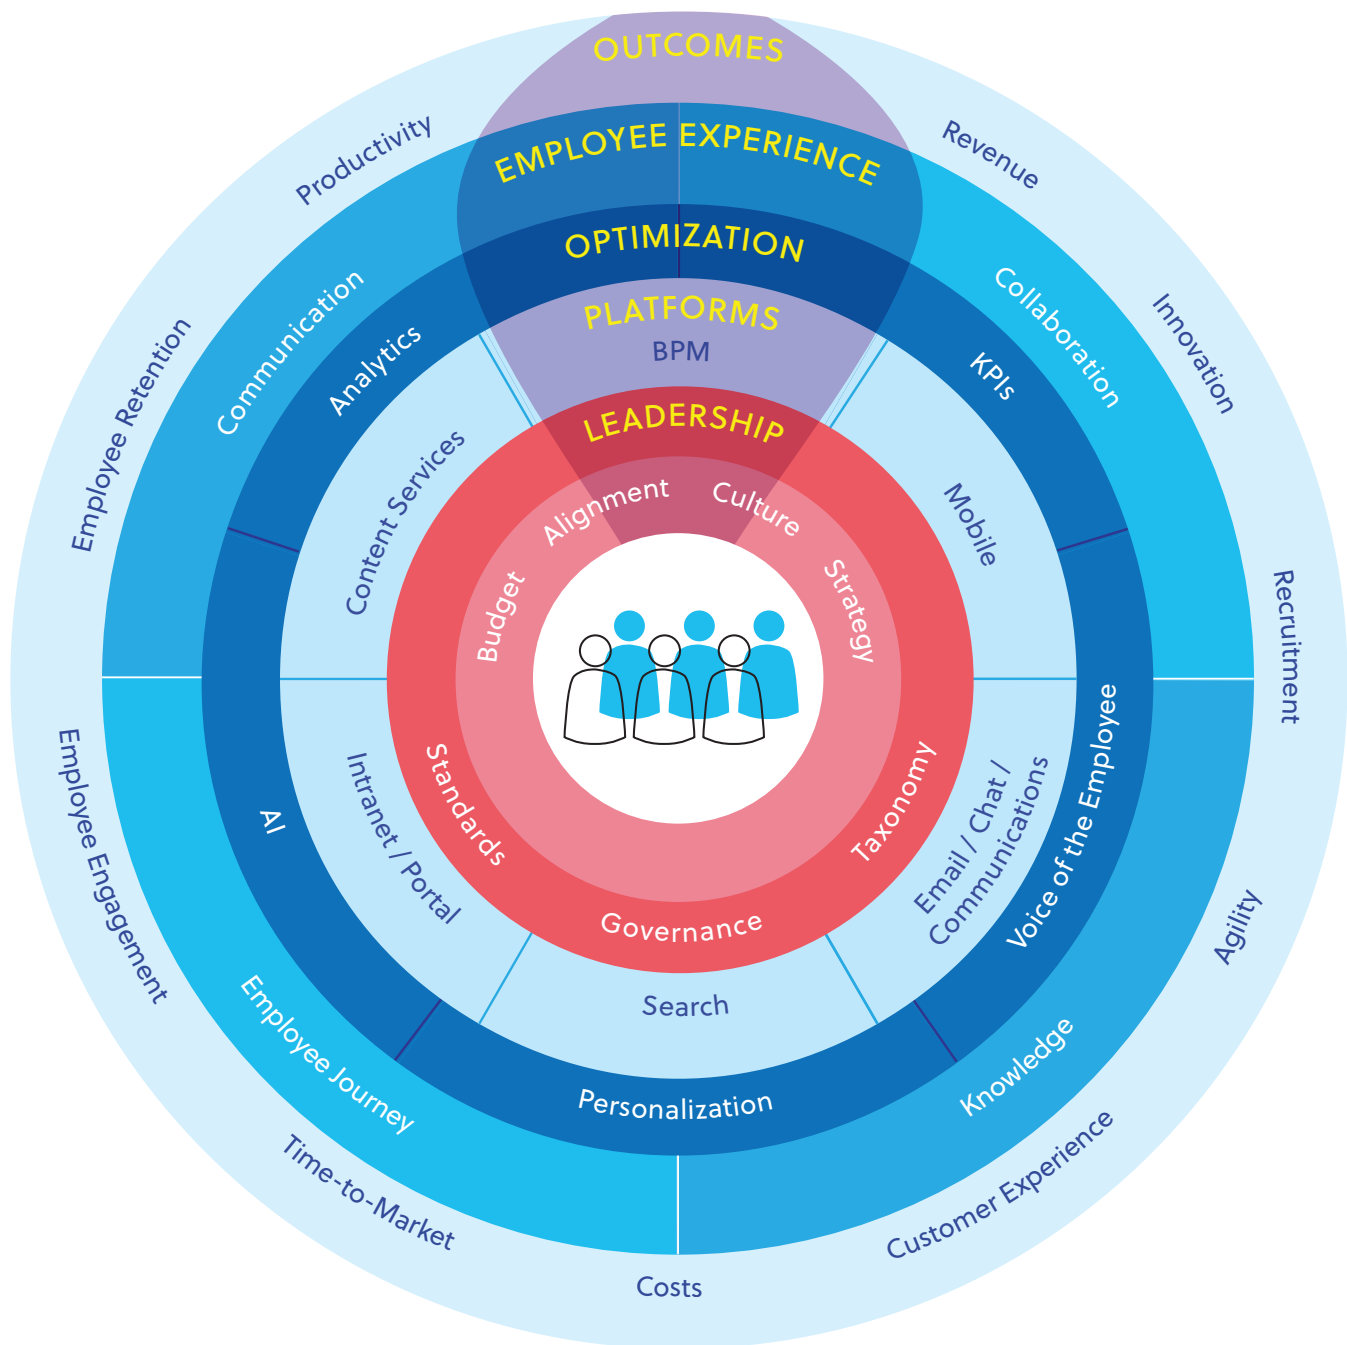 OUTCOMES
Revenue
Innovation
Recruitment
Agility
Customer Experience
Costs
Time-to-Market
Employee Engagement
Employee Retention
Productivity
EMPLOYEE EXPERIENCE
Collaboration
Knowledge
Employee Journey
Communication
OPTIMIZATION
KPIs
Voice of the Employee
Personalization
AI
Analytics
PLATFORMS
BPM
Mobile
Email / Chat /
Communications
Search
Intranet / Portal
Content Services
LEADERSHIP
Taxonomy
Governance
Standards
Budget
Alignment
Culture
Strategy